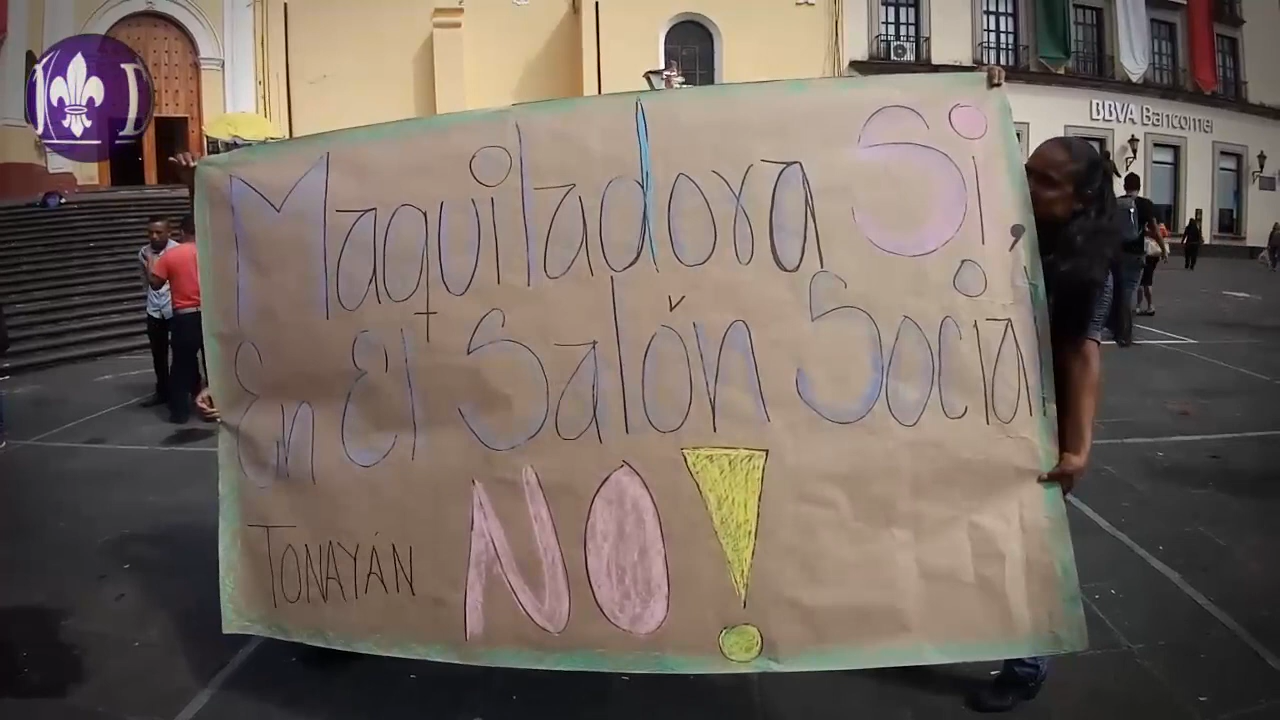 BBVA Bancomer
Maquiladora Si,
En El Salón Social
NO!
TONAYÁN